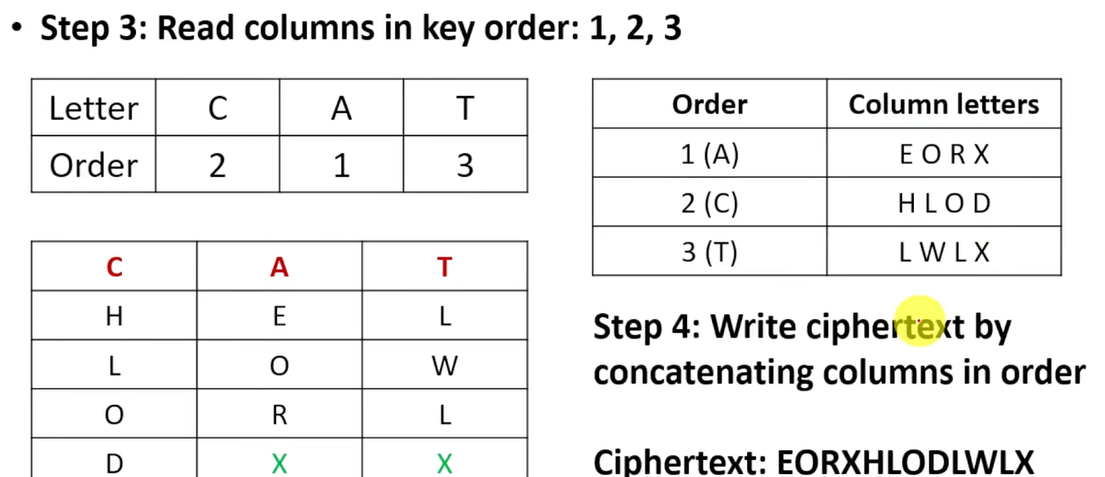 • Step 3: Read columns in key order: 1, 2, 3
Letter C A T
Order 2 1 3
C A T
H E L
L O W
O R L
D X X
Order Column letters
1 (A) E O R X
2 (C) H L O D
3 (T) L W L X
Step 4: Write ciphertext by
concatenating columns in order
Ciphertext: EORXHLODLWLX